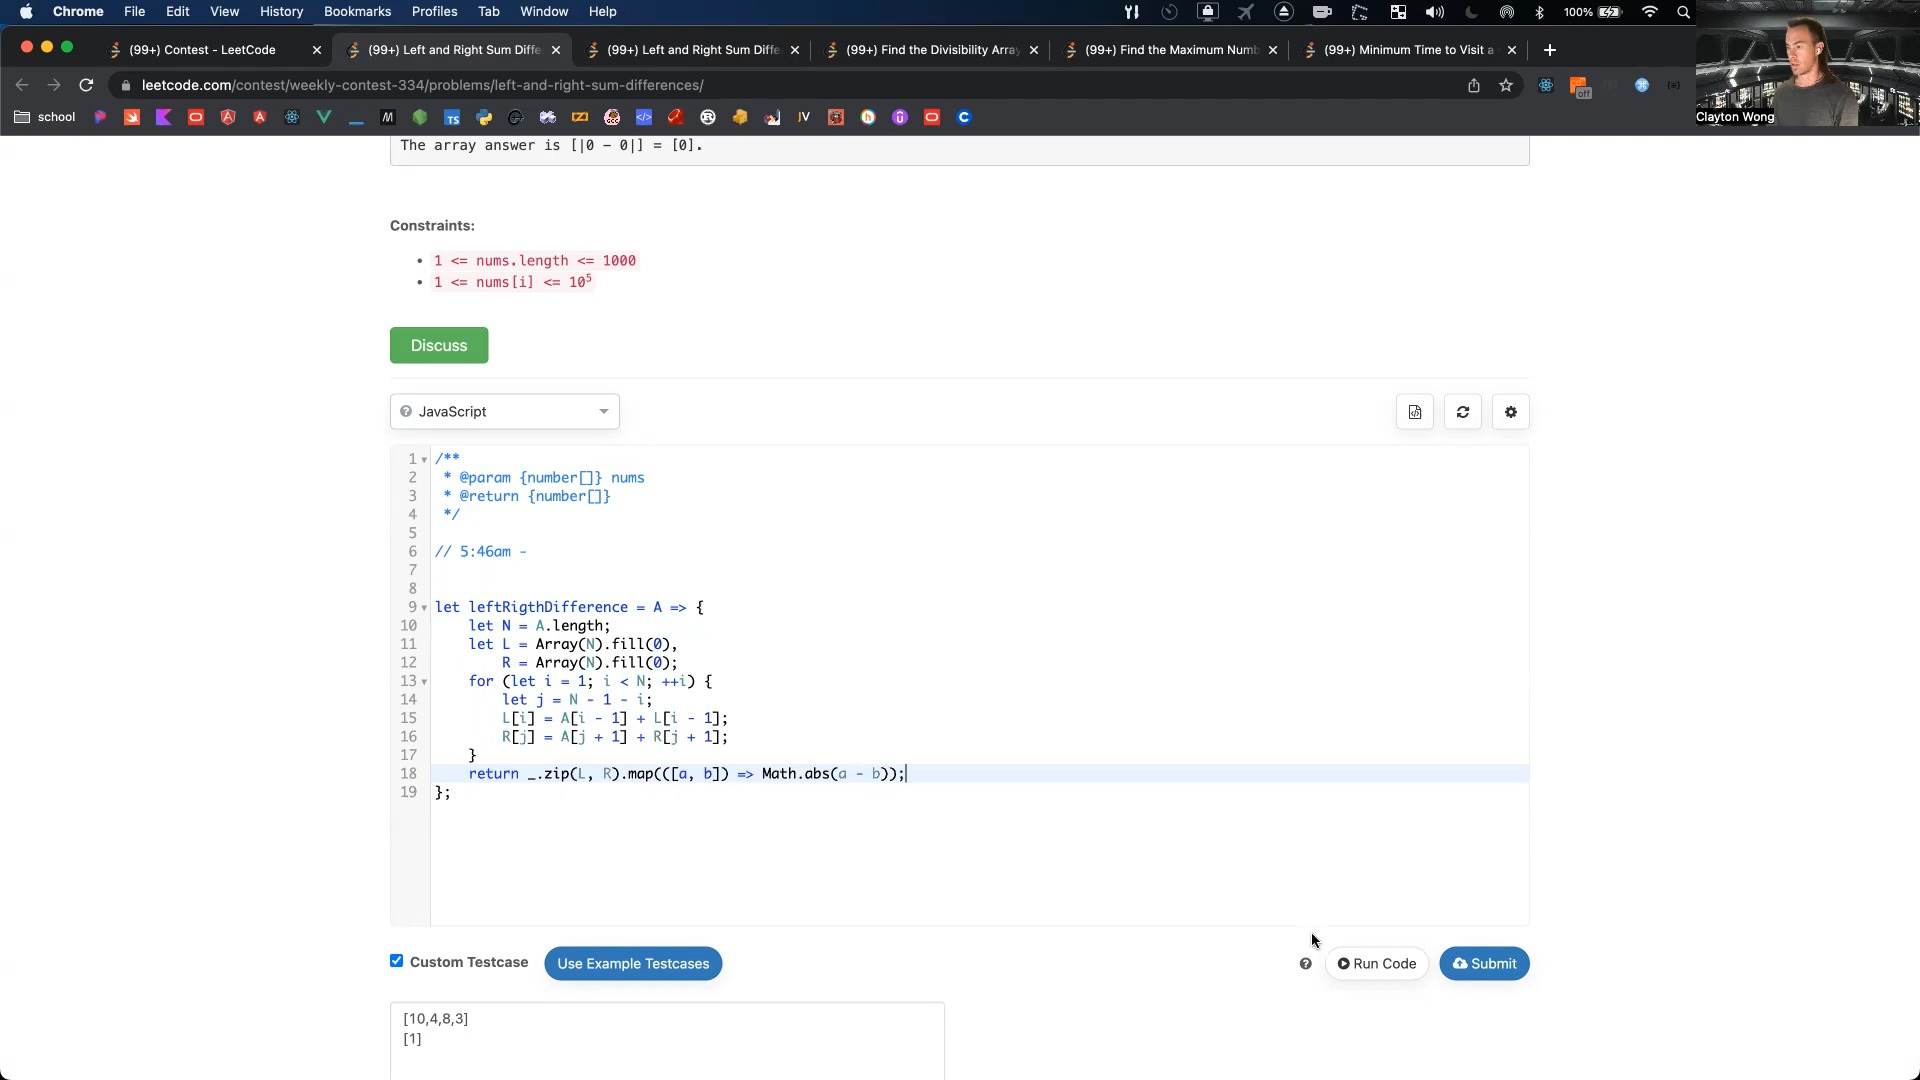 Chrome File Edit View History Bookmarks Profiles Tab Window Help 100%
(99+) Contest - LeetCode
(99+) Left and Right Sum Diffe
(99+) Left and Right Sum Diffe
(99+) Find the Divisibility Array
(99+) Find the Maximum Numb
(99+) Minimum Time to Visit a
leetcode.com/contest/weekly-contest-334/problems/left-and-right-sum-differences/
off
Clayton Wong
school
JV
The array answer is [|0 - 0|] = [0].
Constraints:
• 1 <= nums.length <= 1000
• 1 <= nums[i] <= 10⁵
Discuss
JavaScript
1 /**
2 * @param {number[]} nums
3 * @return {number[]}
4 */
5
6 // 5:46am -
7
8
9 let leftRigthDifference = A => {
10 let N = A.length;
11 let L = Array(N).fill(0),
12 R = Array(N).fill(0);
13 for (let i = 1; i < N; ++i) {
14 let j = N - 1 - i;
15 L[i] = A[i - 1] + L[i - 1];
16 R[j] = A[j + 1] + R[j + 1];
17 }
18 return _.zip(L, R).map(([a, b]) => Math.abs(a - b));
19 };
Custom Testcase Use Example Testcases Run Code Submit
[10,4,8,3]
[1]